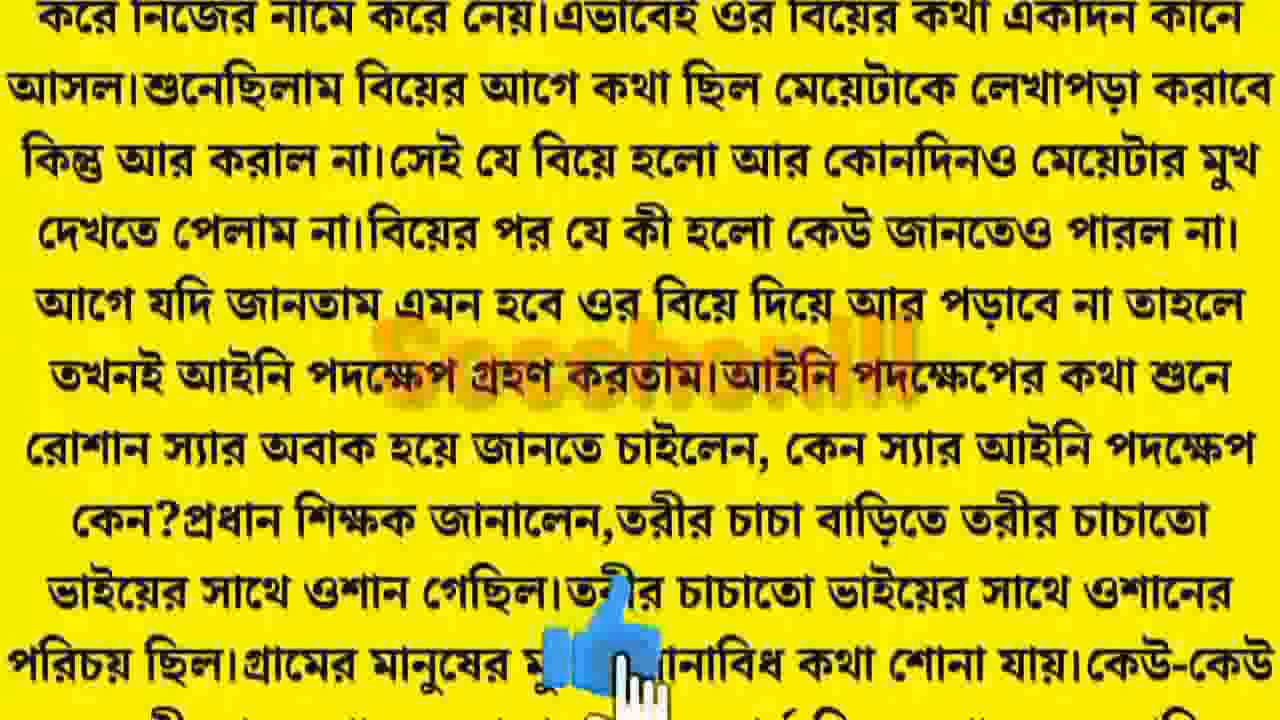 করে নিজের নামে করে নেয়।এভাবেই ওর বিয়ের কথা একদিন কানে
আসল।শুনেছিলাম বিয়ের আগে কথা ছিল মেয়েটাকে লেখাপড়া করাবে
কিন্তু আর করাল না।সেই যে বিয়ে হলো আর কোনদিনও মেয়েটার মুখ
দেখতে পেলাম না।বিয়ের পর যে কী হলো কেউ জানতেও পারল না।
আগে যদি জানতাম এমন হবে ওর বিয়ে দিয়ে আর পড়াবে না তাহলে
তখনই আইনি পদক্ষেপ গ্রহণ করতাম।আইনি পদক্ষেপের কথা শুনে
রোশান স্যার অবাক হয়ে জানতে চাইলেন, কেন স্যার আইনি পদক্ষেপ
কেন?প্রধান শিক্ষক জানালেন,তরীর চাচা বাড়িতে তরীর চাচাতো
ভাইয়ের সাথে ওশান গেছিল।তরীর চাচাতো ভাইয়ের সাথে ওশানের
পরিচয় ছিল।গ্রামের মানুষের কথা শোনা যায়।কেউ-কেউ